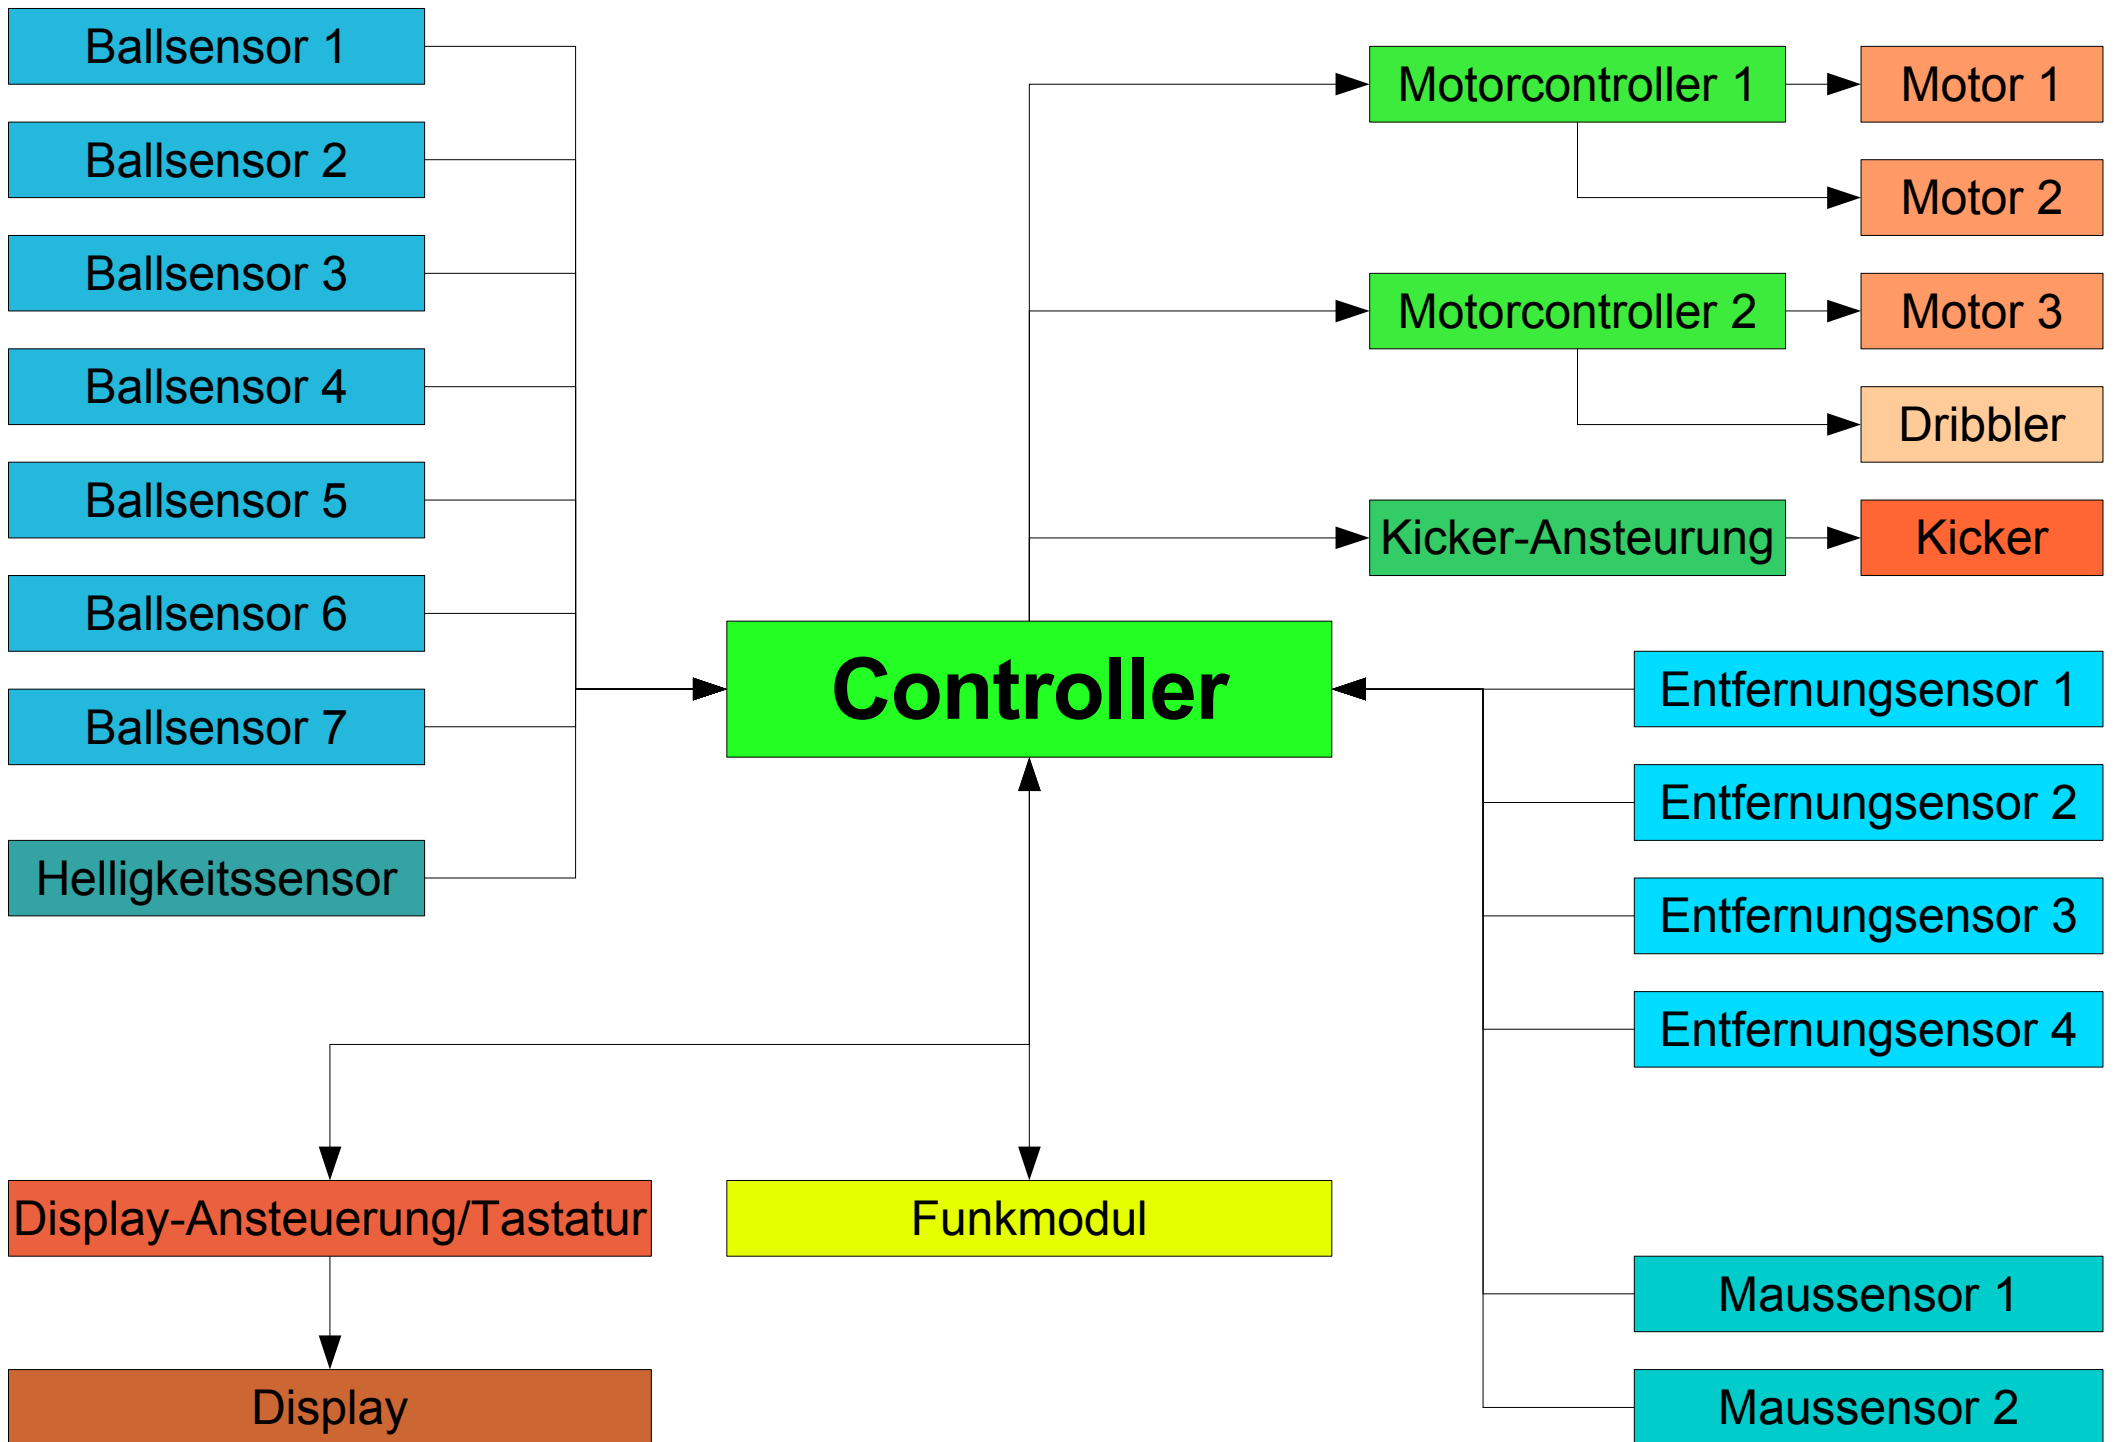 Ballsensor 1
Ballsensor 2
Ballsensor 3
Ballsensor 4
Ballsensor 5
Ballsensor 6
Ballsensor 7
Helligkeitssensor
Motorcontroller 1
Motor 1
Motor 2
Motorcontroller 2
Motor 3
Dribbler
Kicker-Ansteurung
Kicker
Controller
Entfernungsensor 1
Entfernungsensor 2
Entfernungsensor 3
Entfernungsensor 4
Display-Ansteuerung/Tastatur
Funkmodul
Display
Maussensor 1
Maussensor 2